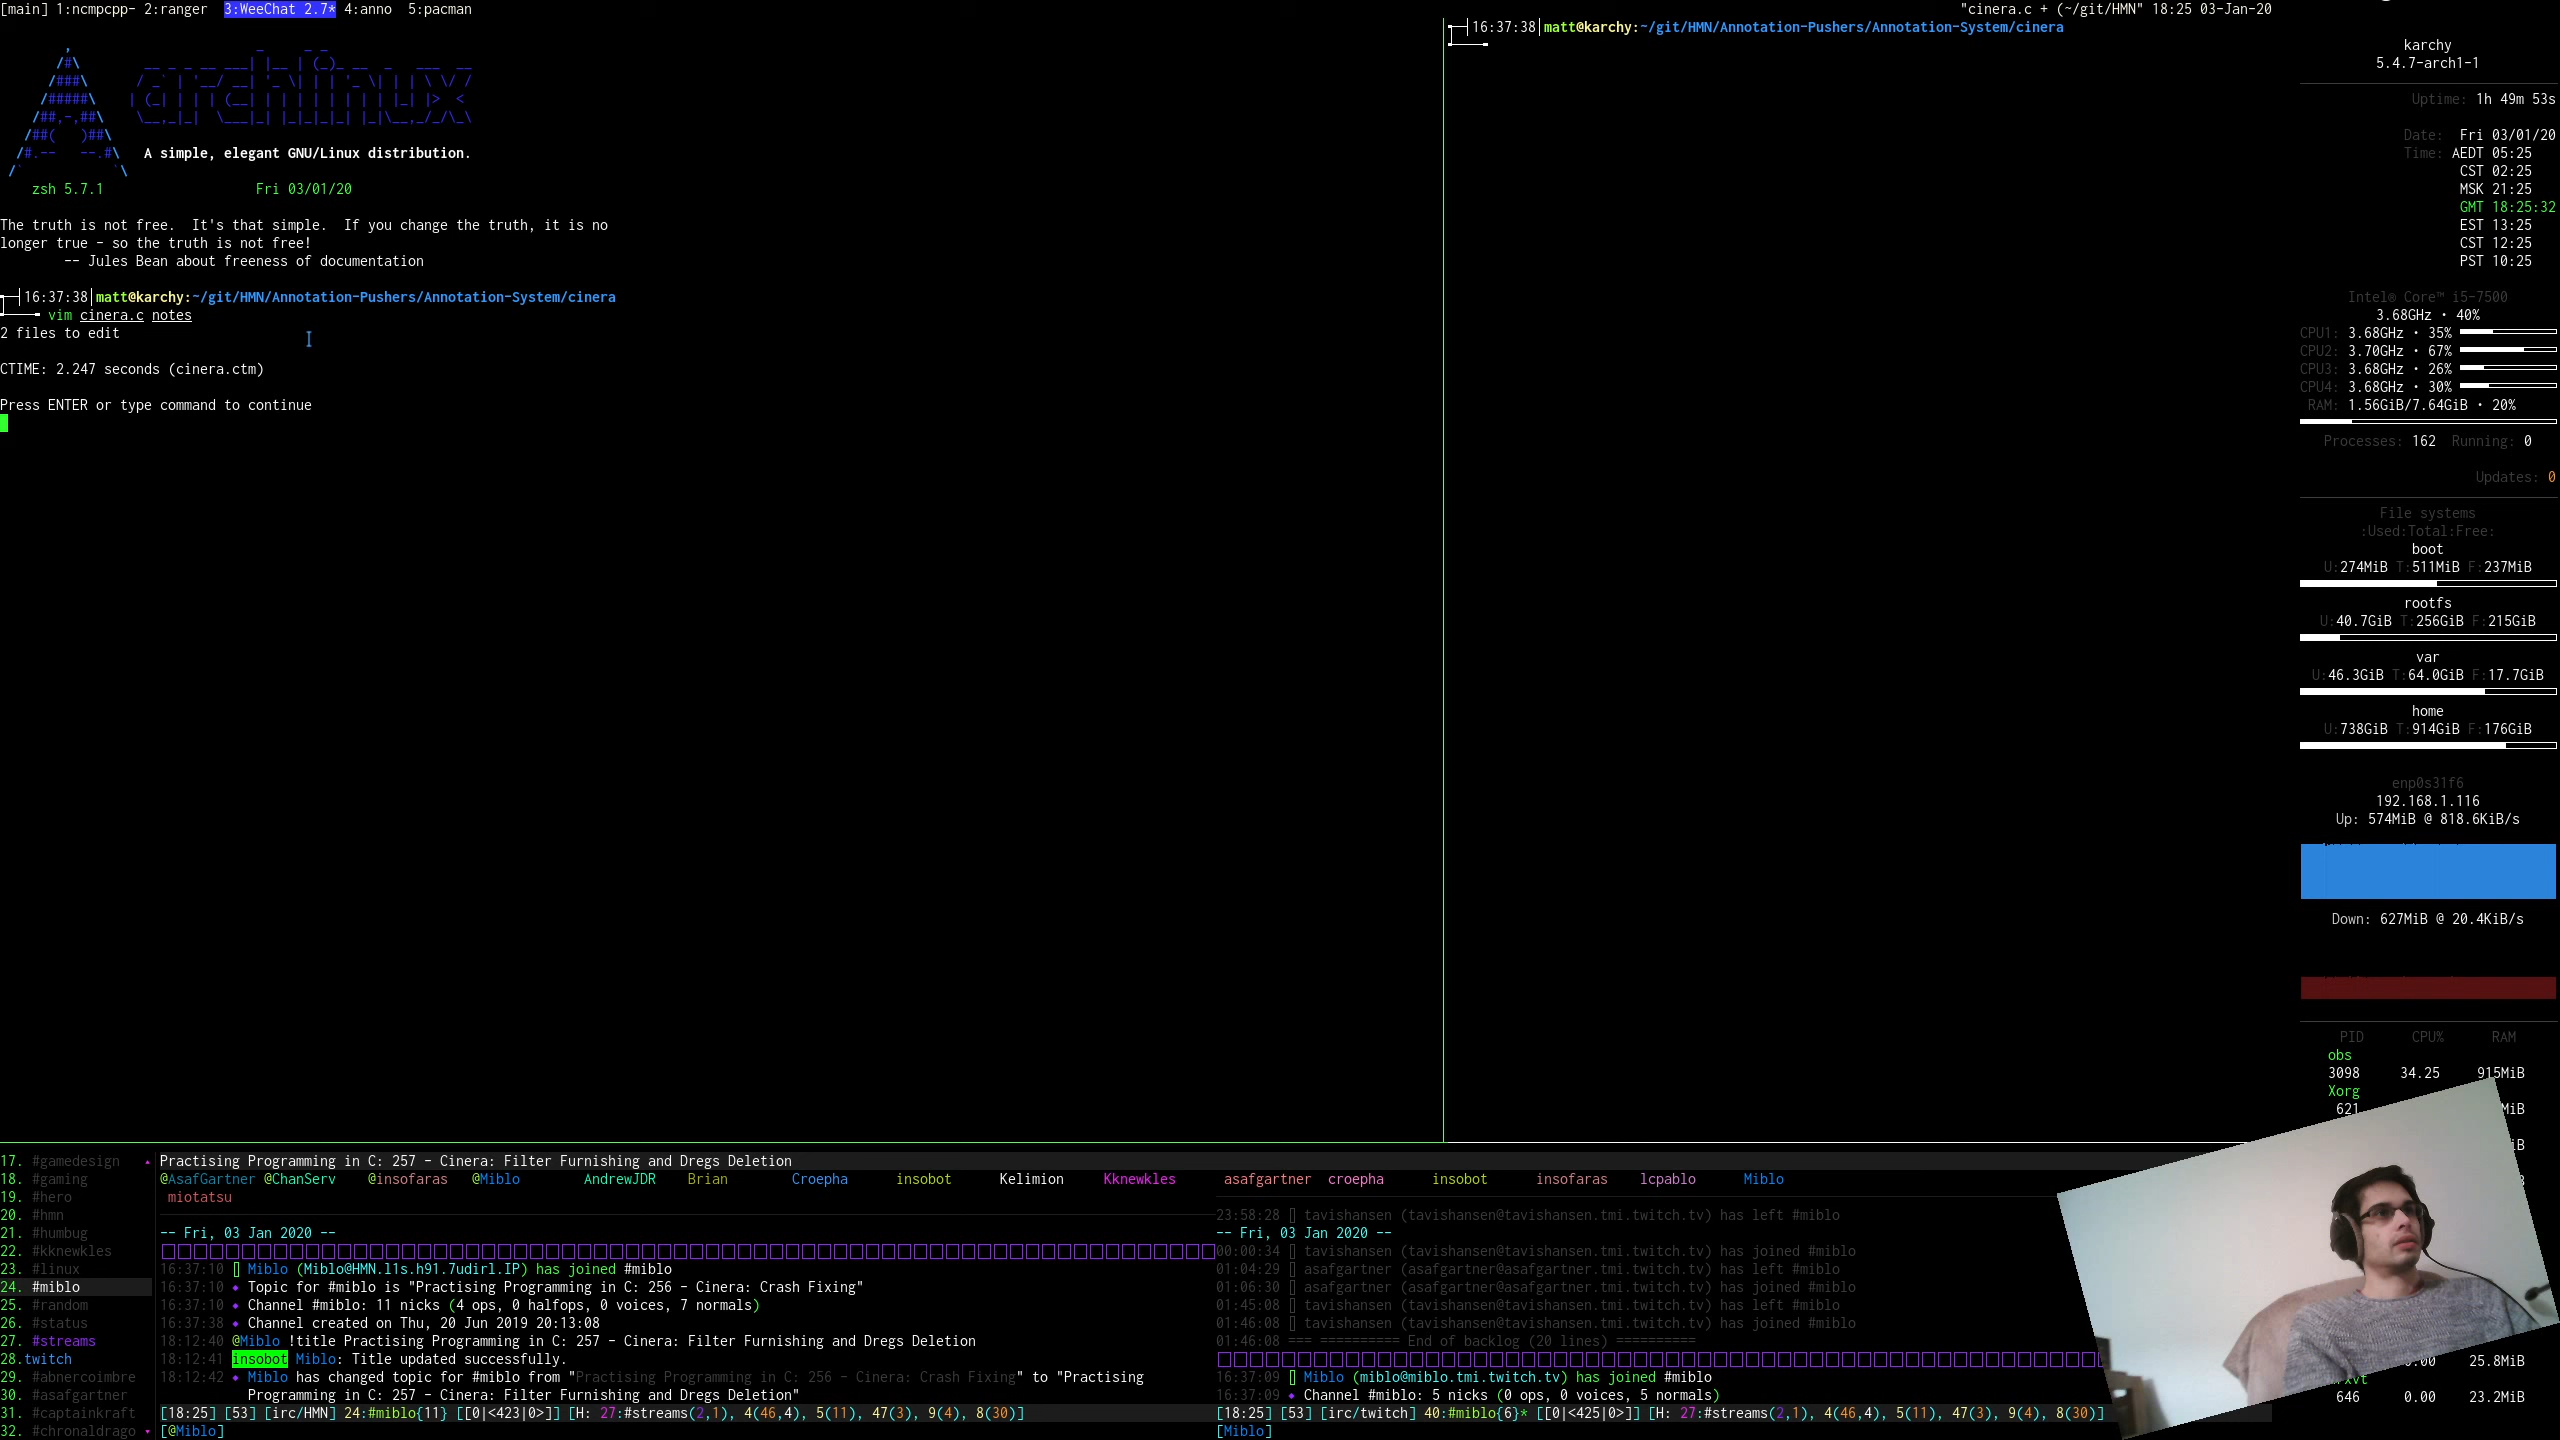 [main] 1:ncmpcpp- 2:ranger  3:WeeChat 2.7* 4:anno  5:pacman
"cinera.c + (~/git/HMN" 18:25 03-Jan-20
A simple, elegant GNU/Linux distribution.
zsh 5.7.1 Fri 03/01/20
The truth is not free.  It's that simple.  If you change the truth, it is no
longer true - so the truth is not free!
-- Jules Bean about freeness of documentation
16:37:38 matt@karchy:~/git/HMN/Annotation-Pushers/Annotation-System/cinera
vim cinera.c notes
2 files to edit
CTIME: 2.247 seconds (cinera.ctm)
Press ENTER or type command to continue
16:37:38 matt@karchy:~/git/HMN/Annotation-Pushers/Annotation-System/cinera
karchy
5.4.7-arch1-1
Uptime: 1h 49m 53s
Date: Fri 03/01/20
Time: AEDT 05:25
CST 02:25
MSK 21:25
GMT 18:25:32
EST 13:25
CST 12:25
PST 10:25
Intel® Core™ i5-7500
3.68GHz • 40%
CPU1: 3.68GHz • 35%
CPU2: 3.70GHz • 67%
CPU3: 3.68GHz • 26%
CPU4: 3.68GHz • 30%
RAM: 1.56GiB/7.64GiB • 20%
Processes: 162  Running: 0
Updates: 0
File systems
:Used:Total:Free:
boot
U:274MiB T:511MiB F:237MiB
rootfs
U:40.7GiB T:256GiB F:215GiB
var
U:46.3GiB T:64.0GiB F:17.7GiB
home
U:738GiB T:914GiB F:176GiB
enp0s31f6
192.168.1.116
Up: 574MiB @ 818.6KiB/s
Down: 627MiB @ 20.4KiB/s
PID CPU% RAM
obs
3098 34.25 915MiB
Xorg
621 MiB
25.8MiB
646 0.00 23.2MiB
17. #gamedesign
18. #gaming
19. #hero
20. #hmn
21. #humbug
22. #kknewkles
23. #linux
24. #miblo
25. #random
26. #status
27. #streams
28.twitch
29. #abnercoimbre
30. #asafgartner
31. #captainkraft
32. #chronaldrago
Practising Programming in C: 257 - Cinera: Filter Furnishing and Dregs Deletion
@AsafGartner @ChanServ @insofaras @Miblo AndrewJDR Brian Croepha insobot Kelimion Kknewkles
miotatsu
-- Fri, 03 Jan 2020 --
16:37:10 Miblo (Miblo@HMN.l1s.h91.7udirl.IP) has joined #miblo
16:37:10 Topic for #miblo is "Practising Programming in C: 256 - Cinera: Crash Fixing"
16:37:10 Channel #miblo: 11 nicks (4 ops, 0 halfops, 0 voices, 7 normals)
16:37:38 Channel created on Thu, 20 Jun 2019 20:13:08
18:12:40 @Miblo !title Practising Programming in C: 257 - Cinera: Filter Furnishing and Dregs Deletion
18:12:41 insobot Miblo: Title updated successfully.
18:12:42 Miblo has changed topic for #miblo from "Practising Programming in C: 256 - Cinera: Crash Fixing" to "Practising
Programming in C: 257 - Cinera: Filter Furnishing and Dregs Deletion"
[18:25] [53] [irc/HMN] 24:#miblo{11} [[0|<423|0>]] [H: 27:#streams(2,1), 4(46,4), 5(11), 47(3), 9(4), 8(30)]
[@Miblo]
asafgartner croepha insobot insofaras lcpablo Miblo
23:58:28 tavishansen (tavishansen@tavishansen.tmi.twitch.tv) has left #miblo
-- Fri, 03 Jan 2020 --
00:00:34 tavishansen (tavishansen@tavishansen.tmi.twitch.tv) has joined #miblo
01:04:29 asafgartner (asafgartner@asafgartner.tmi.twitch.tv) has left #miblo
01:06:30 asafgartner (asafgartner@asafgartner.tmi.twitch.tv) has joined #miblo
01:45:08 tavishansen (tavishansen@tavishansen.tmi.twitch.tv) has left #miblo
01:46:08 tavishansen (tavishansen@tavishansen.tmi.twitch.tv) has joined #miblo
01:46:08 === ========== End of backlog (20 lines) ==========
16:37:09 Miblo (miblo@miblo.tmi.twitch.tv) has joined #miblo
16:37:09 Channel #miblo: 5 nicks (0 ops, 0 voices, 5 normals)
[18:25] [53] [irc/twitch] 40:#miblo{6}* [[0|<425|0>]] [H: 27:#streams(2,1), 4(46,4), 5(11), 47(3), 9(4), 8(30)]
[Miblo]